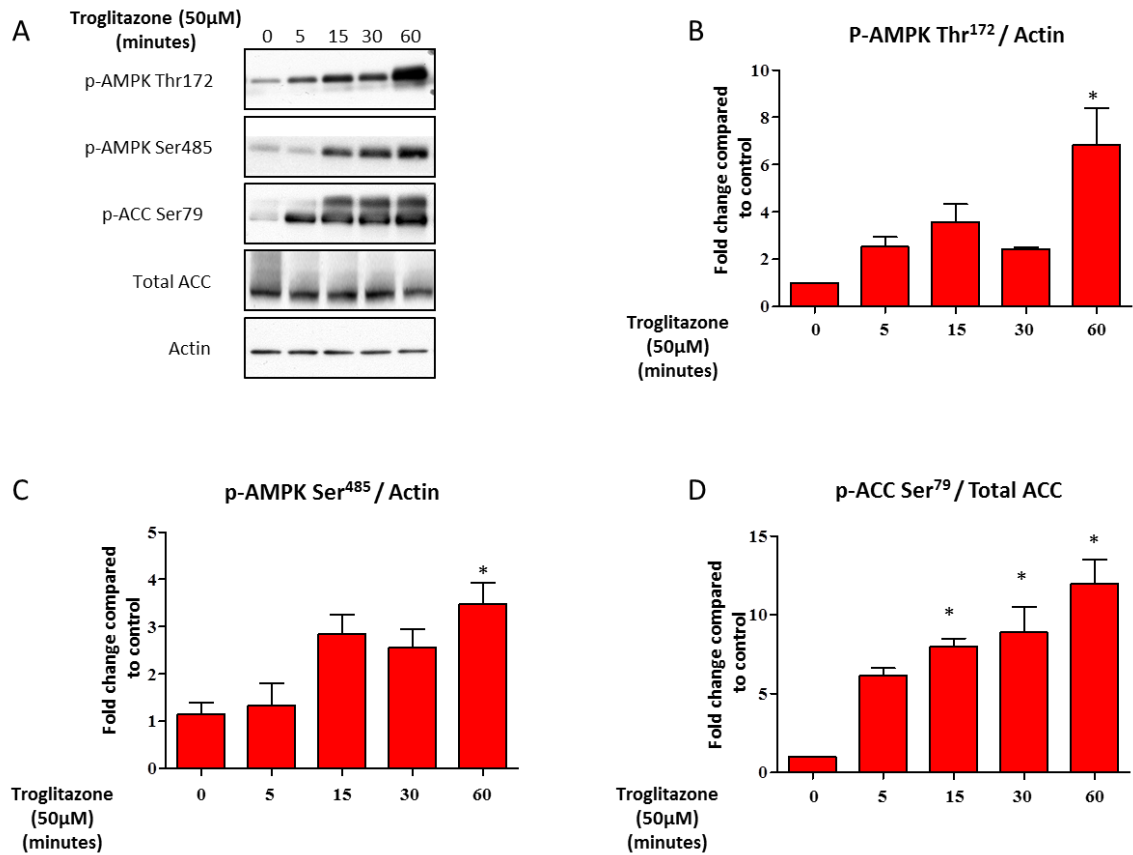 A
Troglitazone (50µM)
(minutes)
0 5 15 30 60
p-AMPK Thr172
p-AMPK Ser485
p-ACC Ser79
Total ACC
Actin
B
P-AMPK Thr¹⁷² / Actin
Fold change compared
to control
10
8
6
4
2
0
*
0 5 15 30 60
Troglitazone
(50µM)
(minutes)
C
p-AMPK Ser⁴⁸⁵ / Actin
Fold change compared
to control
5
4
3
2
1
0
*
0 5 15 30 60
Troglitazone
(50µM)
(minutes)
D
p-ACC Ser⁷⁹ / Total ACC
Fold change compared
to control
15
10
5
0
* * *
0 5 15 30 60
Troglitazone
(50µM)
(minutes)